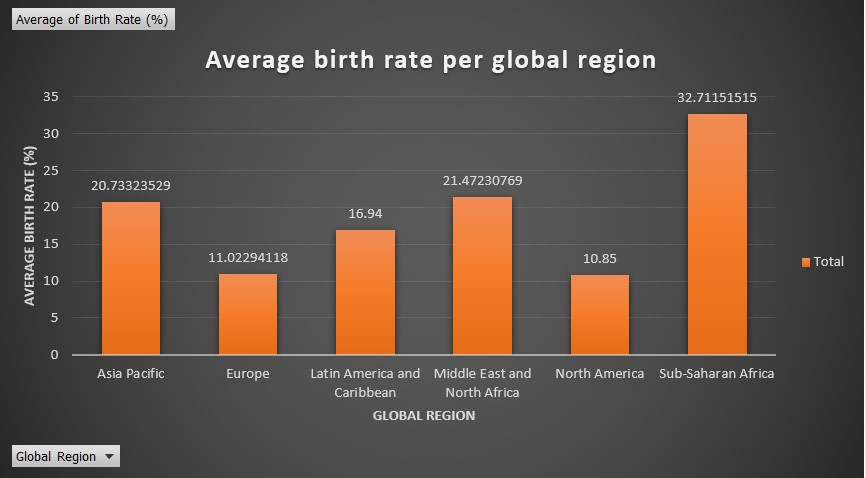 Average of Birth Rate (%)
Average birth rate per global region
AVERAGE BIRTH RATE (%)
35
30
25
20
15
10
5
0
20.73323529
11.02294118
16.94
21.47230769
10.85
32.71151515
Asia Pacific
Europe
Latin America and
Caribbean
Middle East and
North Africa
North America
Sub-Saharan Africa
GLOBAL REGION
Total
Global Region